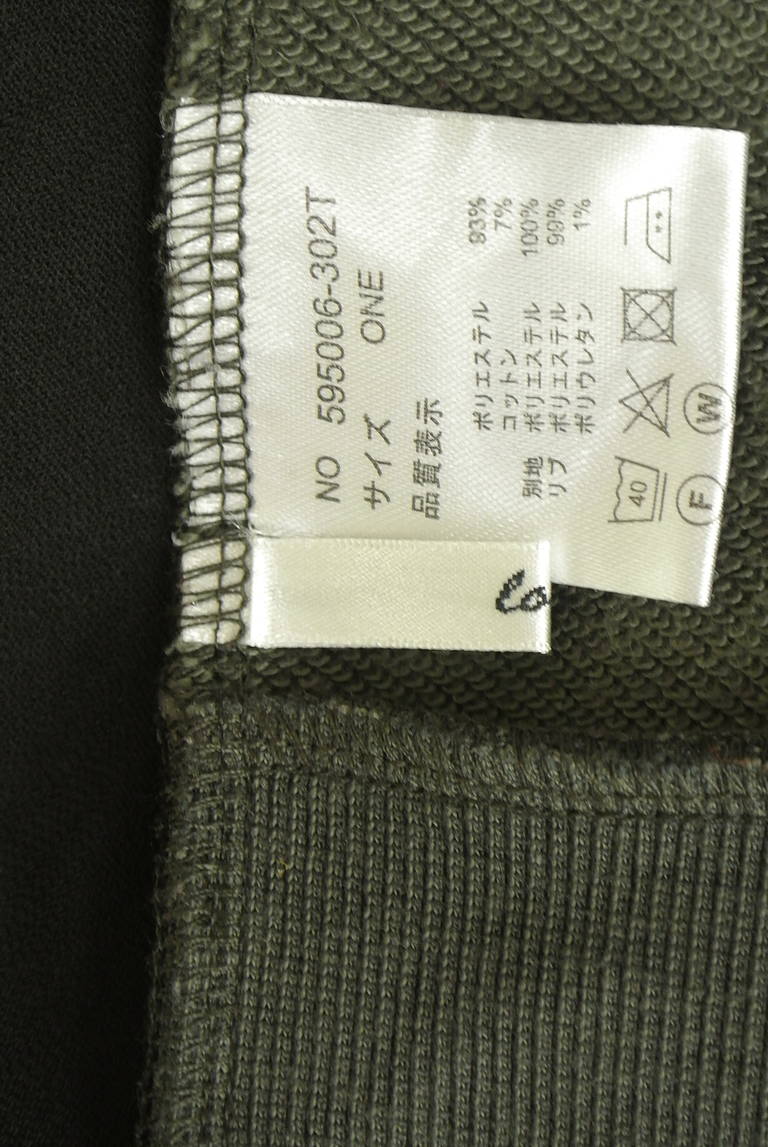 NO 595006-302T
サイズ ONE
品質表示
ポリエステル 93%
コットン 7%
別地 ポリエステル 100%
リブ ポリエステル 99%
ポリウレタン 1%
40
F W